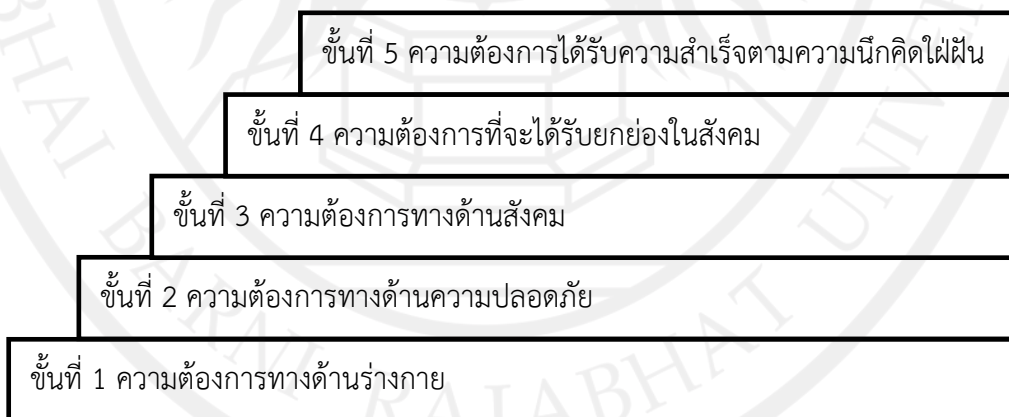 ขั้นที่ 5 ความต้องการได้รับความสำเร็จตามความนึกคิดใฝ่ฝัน
ขั้นที่ 4 ความต้องการที่จะได้รับยกย่องในสังคม
ขั้นที่ 3 ความต้องการทางด้านสังคม
ขั้นที่ 2 ความต้องการทางด้านความปลอดภัย
ขั้นที่ 1 ความต้องการทางด้านร่างกาย